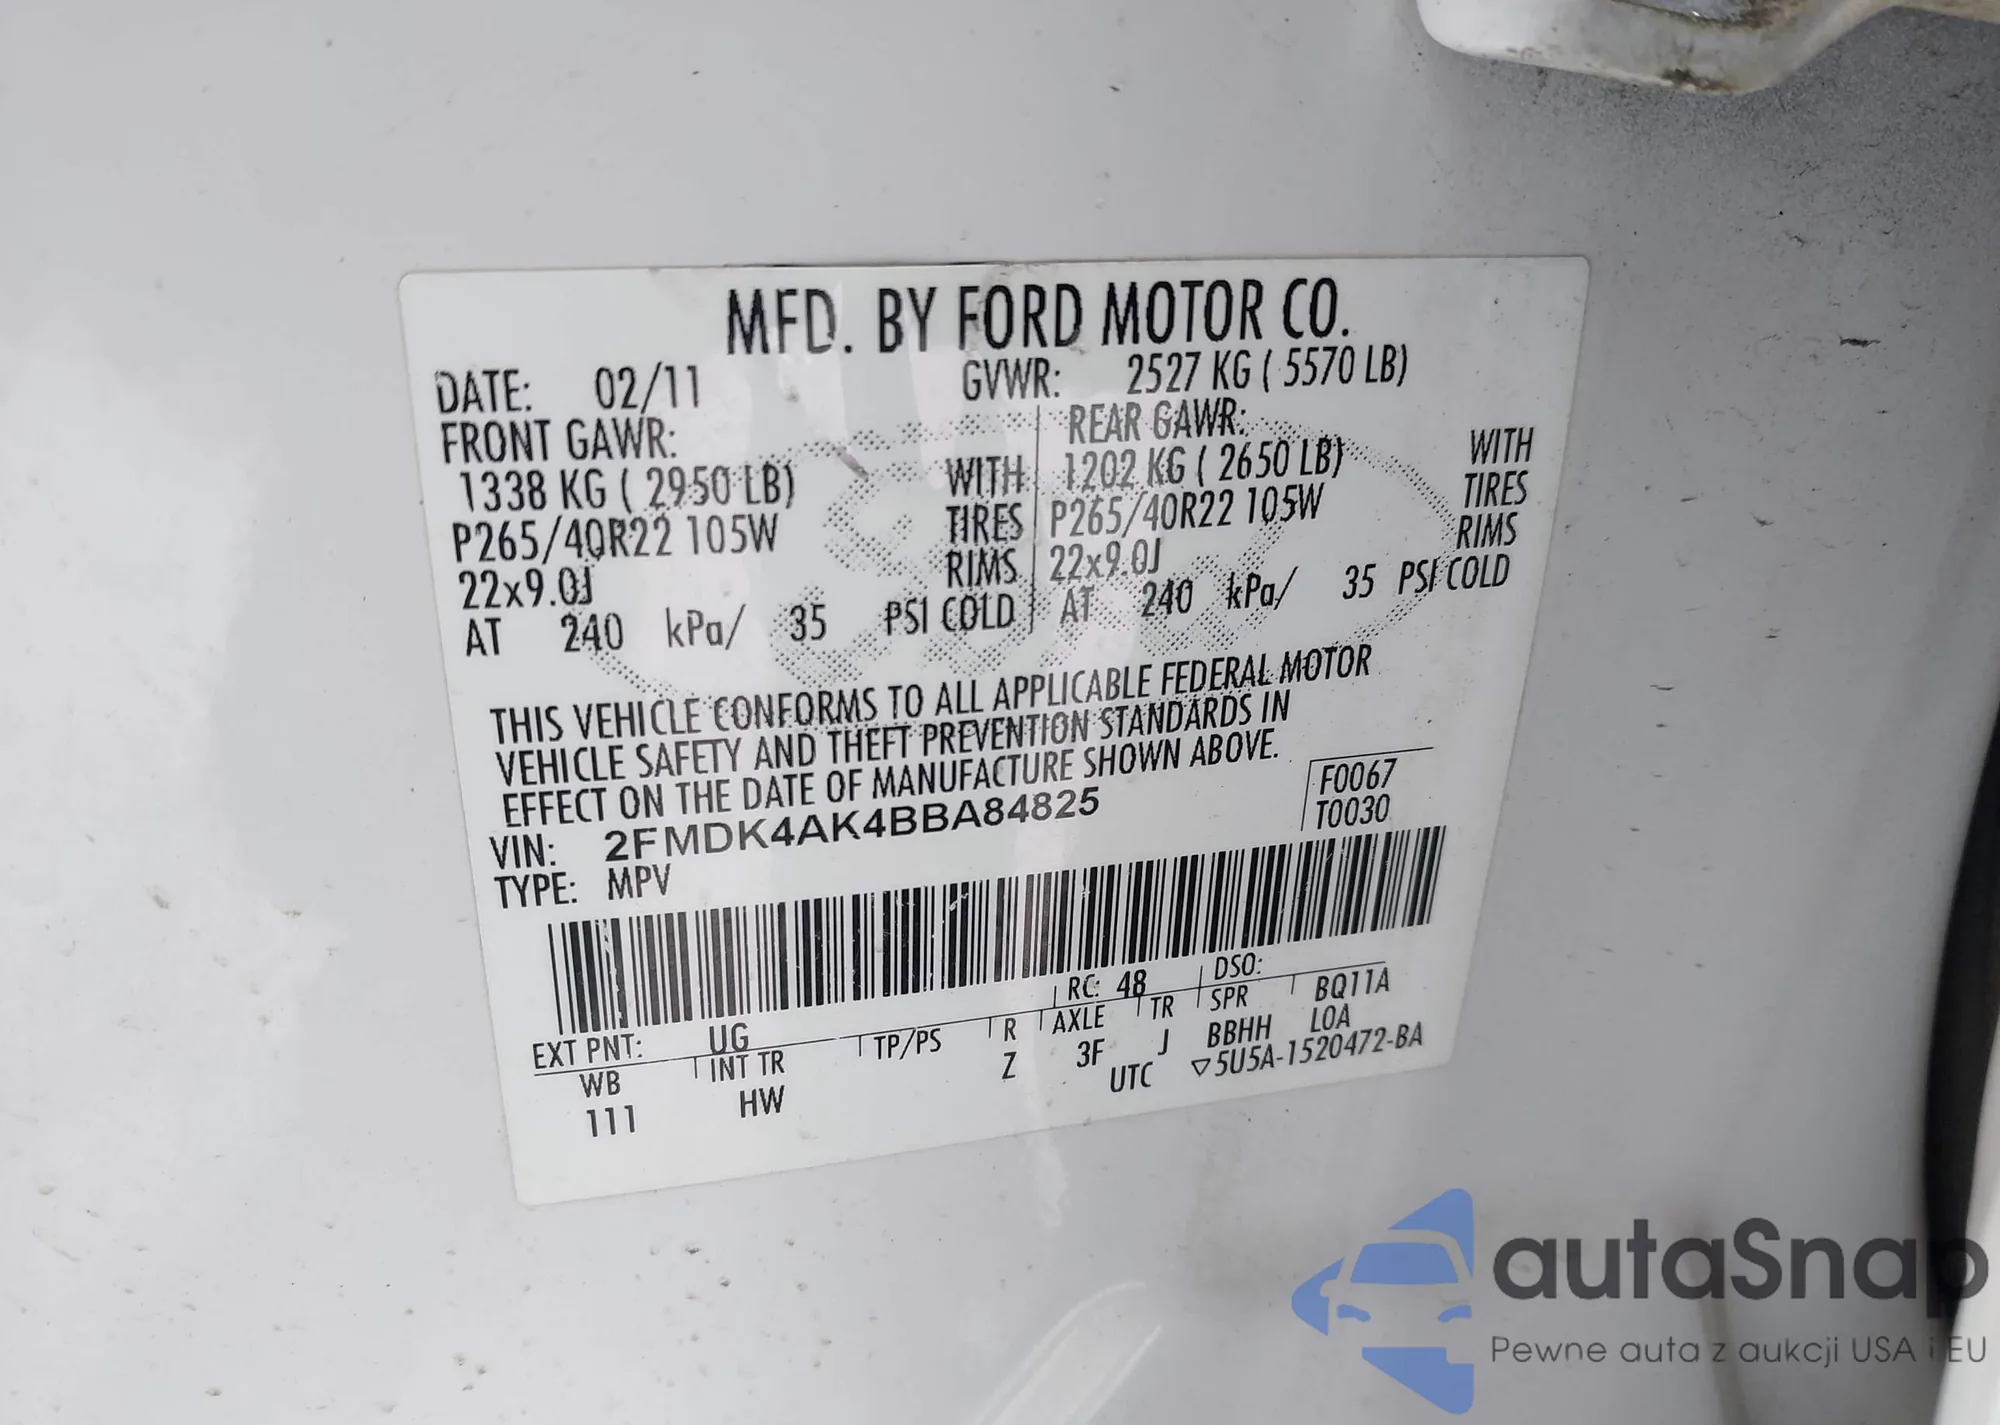 MFD. BY FORD MOTOR CO.
DATE: 02/11 GVWR: 2527 KG ( 5570 LB)
FRONT GAWR: REAR GAWR:
1338 KG ( 2950 LB) WITH 1202 KG ( 2650 LB) WITH
P265/40R22 105W TIRES P265/40R22 105W TIRES
22x9.0J RIMS 22x9.0J RIMS
AT 240 kPa/ 35 PSI COLD AT 240 kPa/ 35 PSI COLD
THIS VEHICLE CONFORMS TO ALL APPLICABLE FEDERAL MOTOR
VEHICLE SAFETY AND THEFT PREVENTION STANDARDS IN
EFFECT ON THE DATE OF MANUFACTURE SHOWN ABOVE.
F0067
VIN: 2FMDK4AK4BBA84825 T0030
TYPE: MPV
RC: 48 DSO:
EXT PNT: UG BQ11A
WB INT TR TP/PS R AXLE TR SPR LOA
111 HW Z 3F J BBHH
UTC ▽5U5A-1520472-BA
autaSnap
Pewne auta z aukcji USA i EU